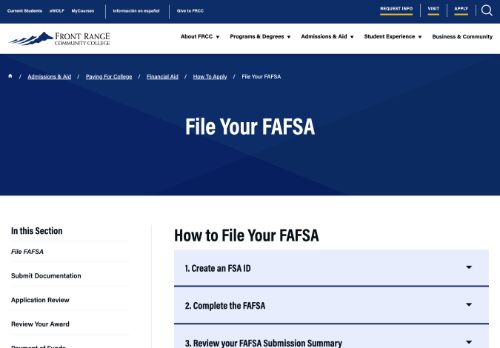 Current Students eWOLF MyCourses Información en español Give to FRCC REQUEST INFO VISIT APPLY
FRONT RANGE
COMMUNITY COLLEGE
About FRCC Programs & Degrees Admissions & Aid Student Experience Business & Community
/ Admissions & Aid / Paying For College / Financial Aid / How To Apply / File Your FAFSA
File Your FAFSA
In this Section
File FAFSA
Submit Documentation
Application Review
Review Your Award
Payment of Funds
How to File Your FAFSA
1. Create an FSA ID
2. Complete the FAFSA
3. Review your FAFSA Submission Summary